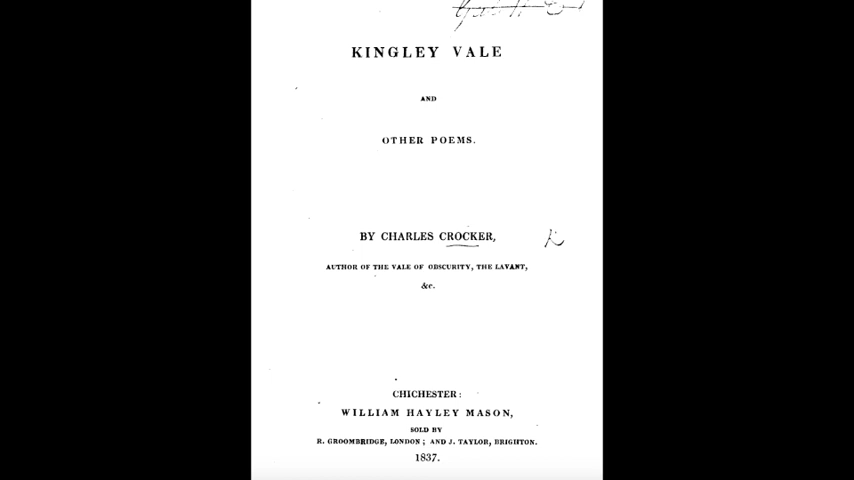 KINGLEY VALE
AND
OTHER POEMS.
BY CHARLES CROCKER,
AUTHOR OF THE VALE OF OBSCURITY, THE LAVANT,
&c.
CHICHESTER:
WILLIAM HAYLEY MASON,
SOLD BY
R. GROOMBRIDGE, LONDON; AND J. TAYLOR, BRIGHTON.
1837.